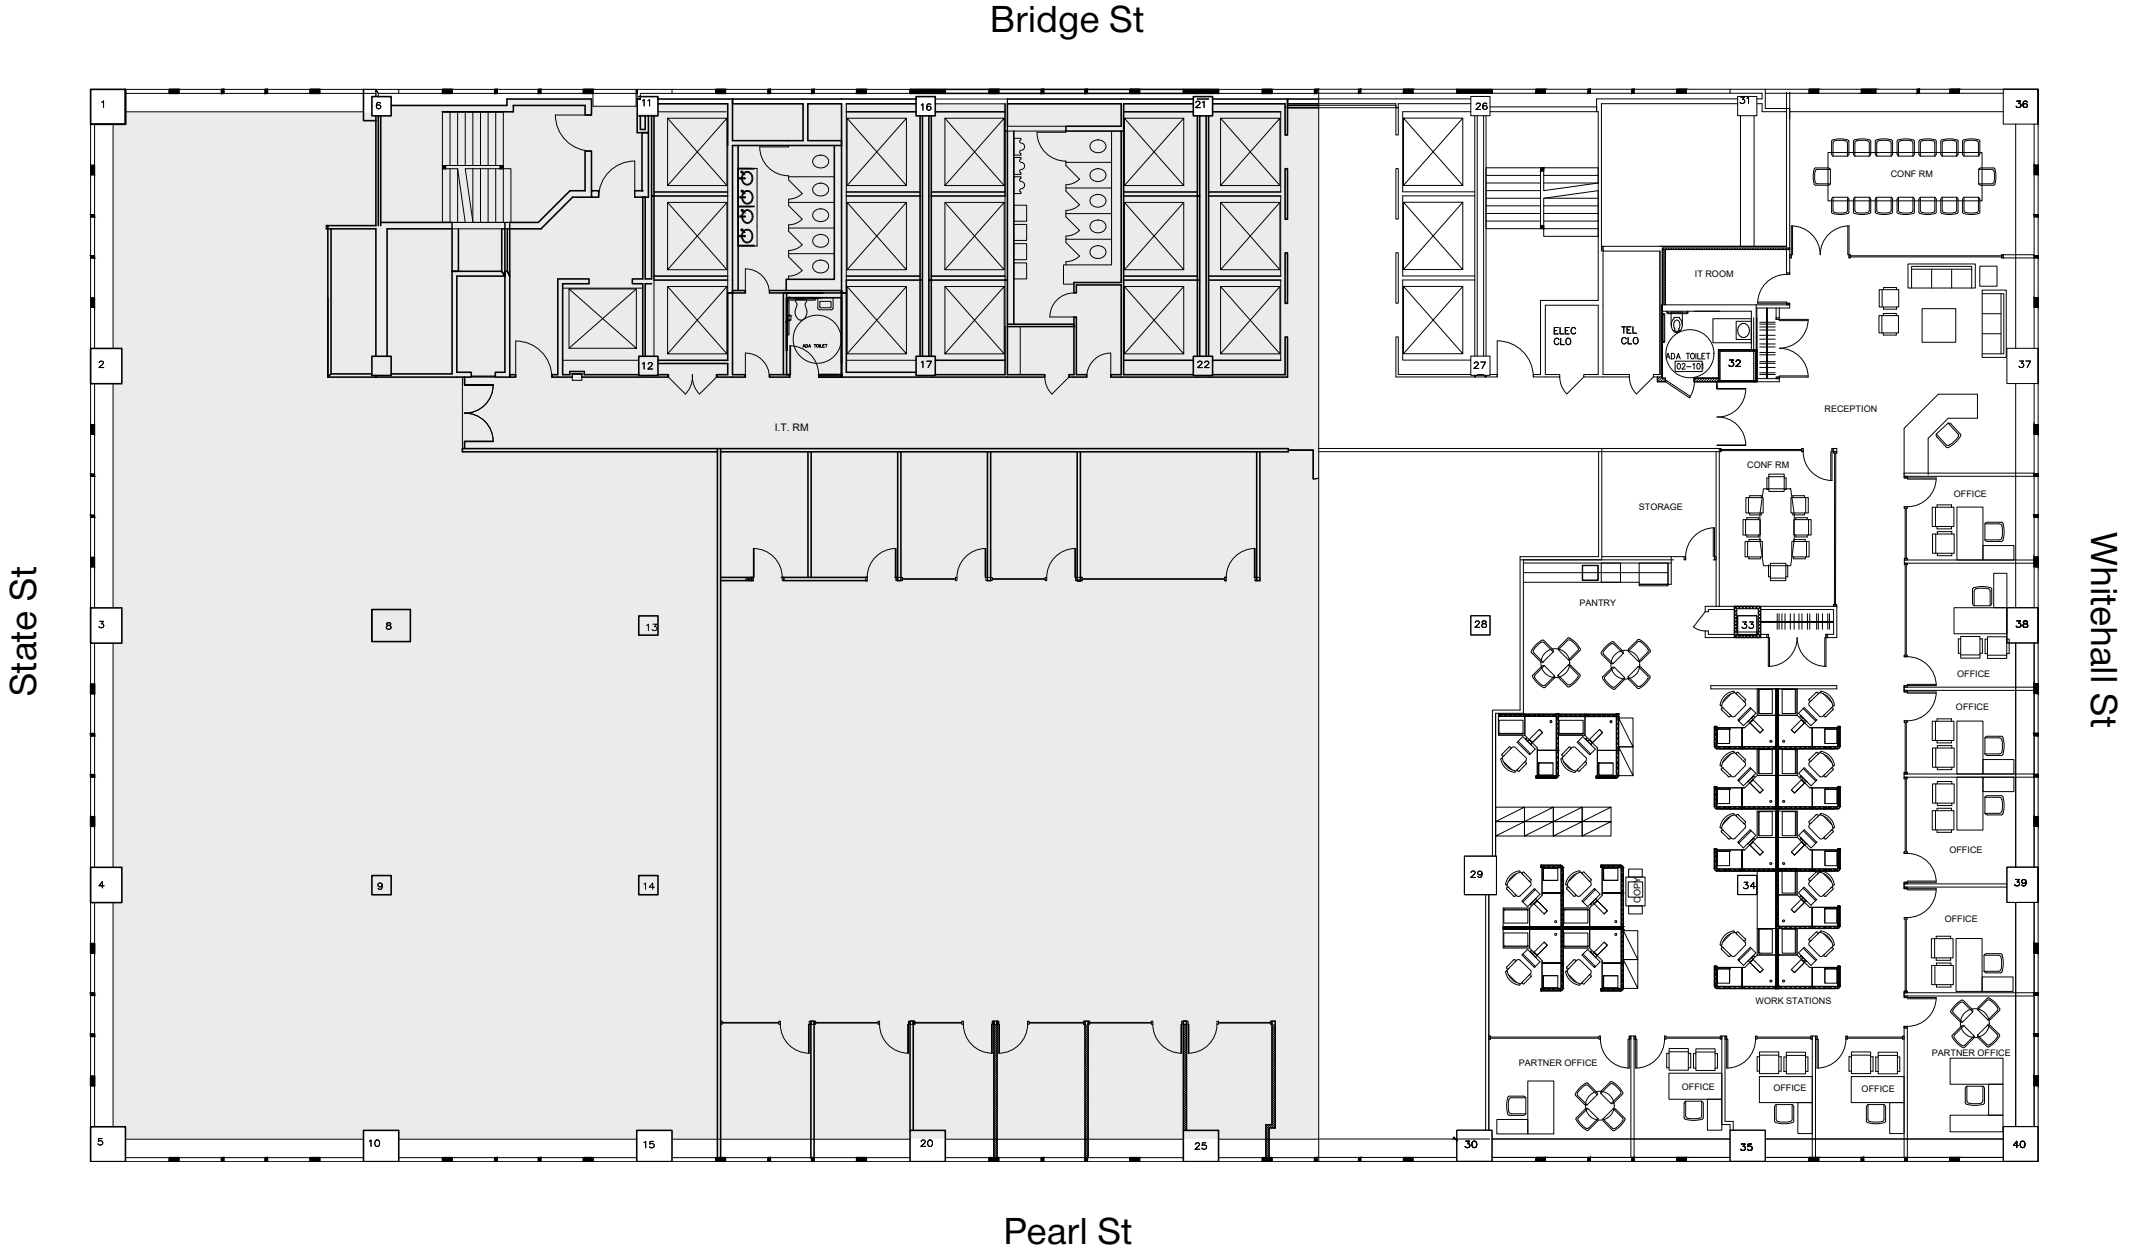 Bridge St
1
6
11
16
21
26
31
36
CONF RM
IT ROOM
ELEC
CLO
TEL
CLO
ADA TOILET
ADA TOILET
02-10
2
12
17
22
27
32
37
RECEPTION
I.T. RM
CONF RM
OFFICE
STORAGE
State St
Whitehall St
PANTRY
3
8
13
28
33
38
OFFICE
OFFICE
OFFICE
4
9
14
29
COPY
34
39
OFFICE
WORK STATIONS
PARTNER OFFICE
PARTNER OFFICE
OFFICE
OFFICE
OFFICE
5
10
15
20
25
30
35
40
Pearl St